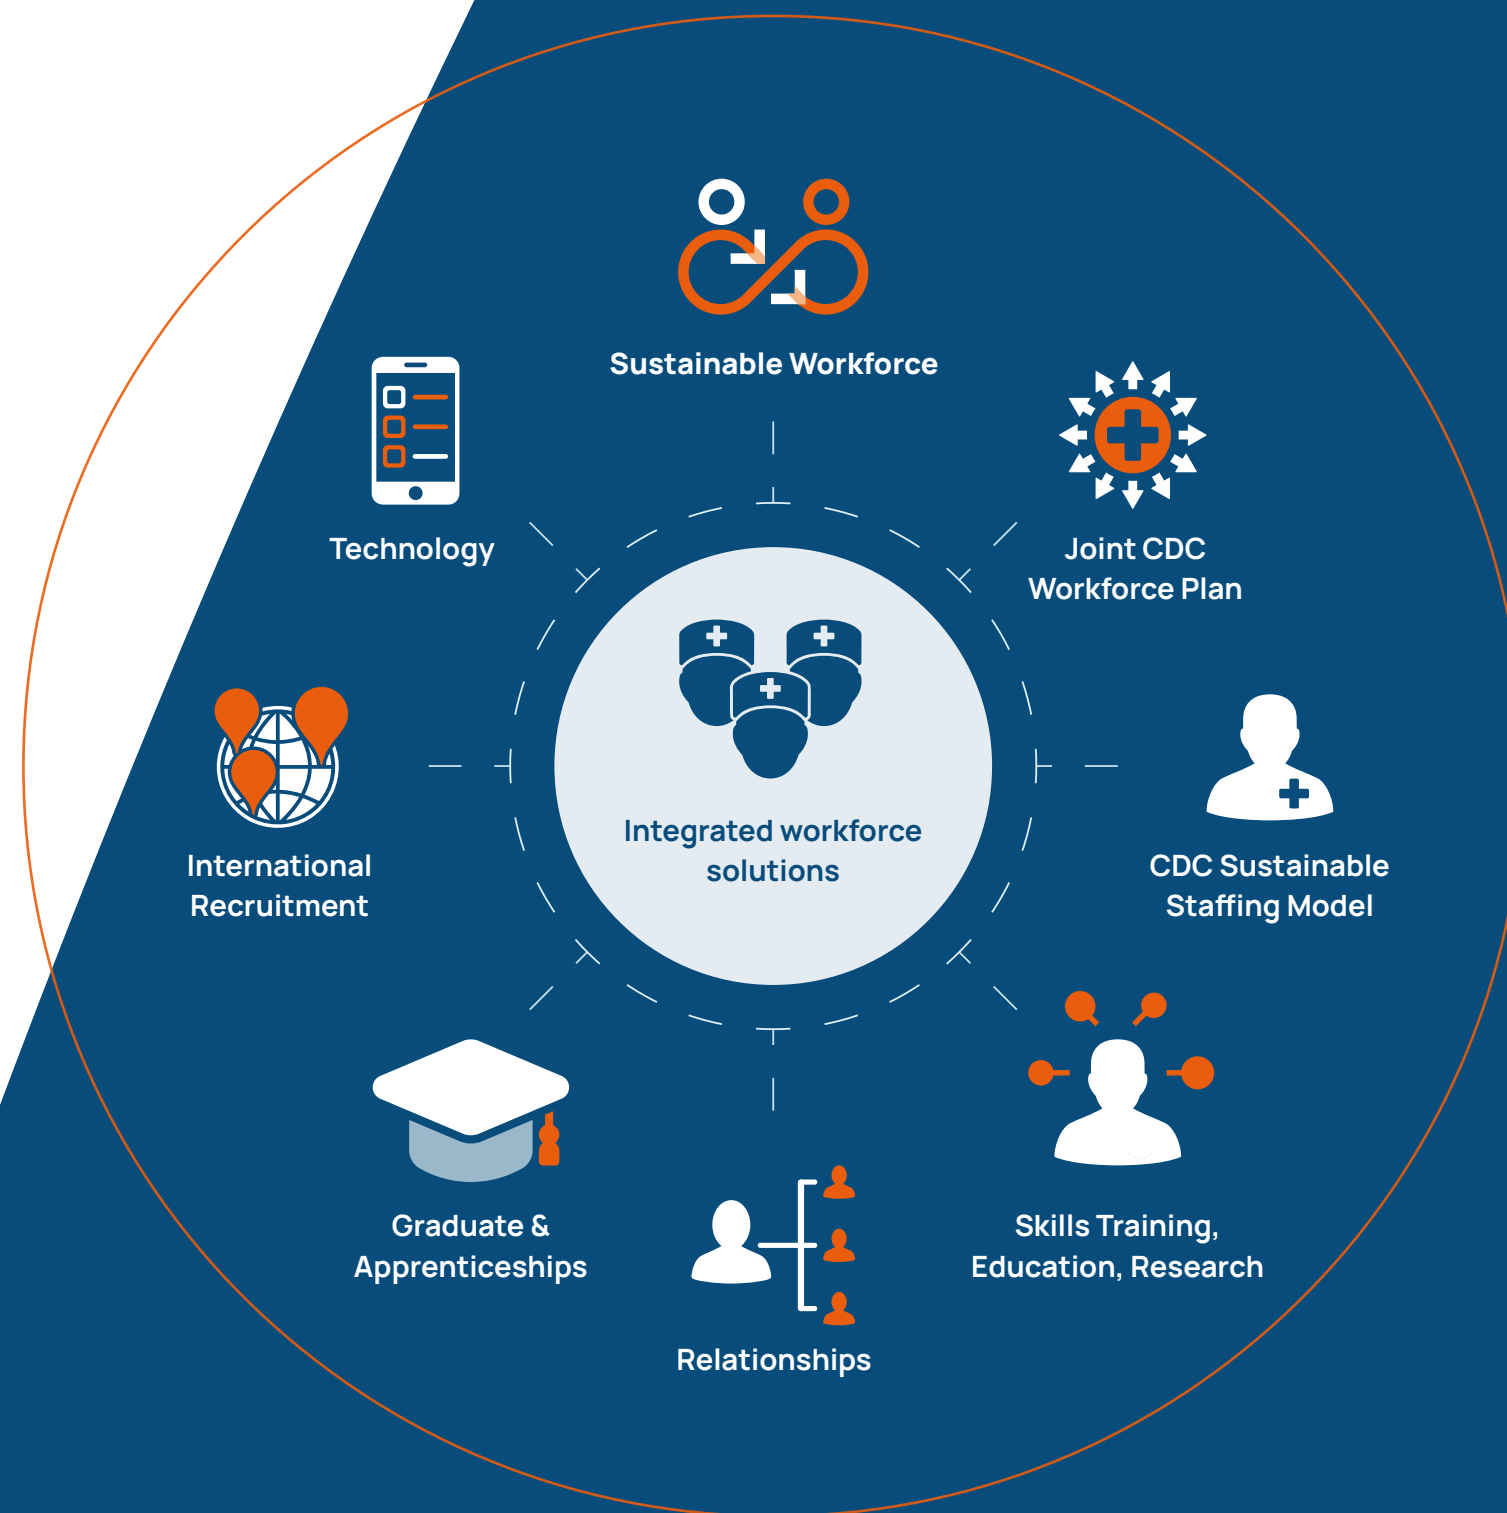 Sustainable Workforce
Technology
Joint CDC
Workforce Plan
Integrated workforce
solutions
International
Recruitment
CDC Sustainable
Staffing Model
Graduate &
Apprenticeships
Skills Training,
Education, Research
Relationships